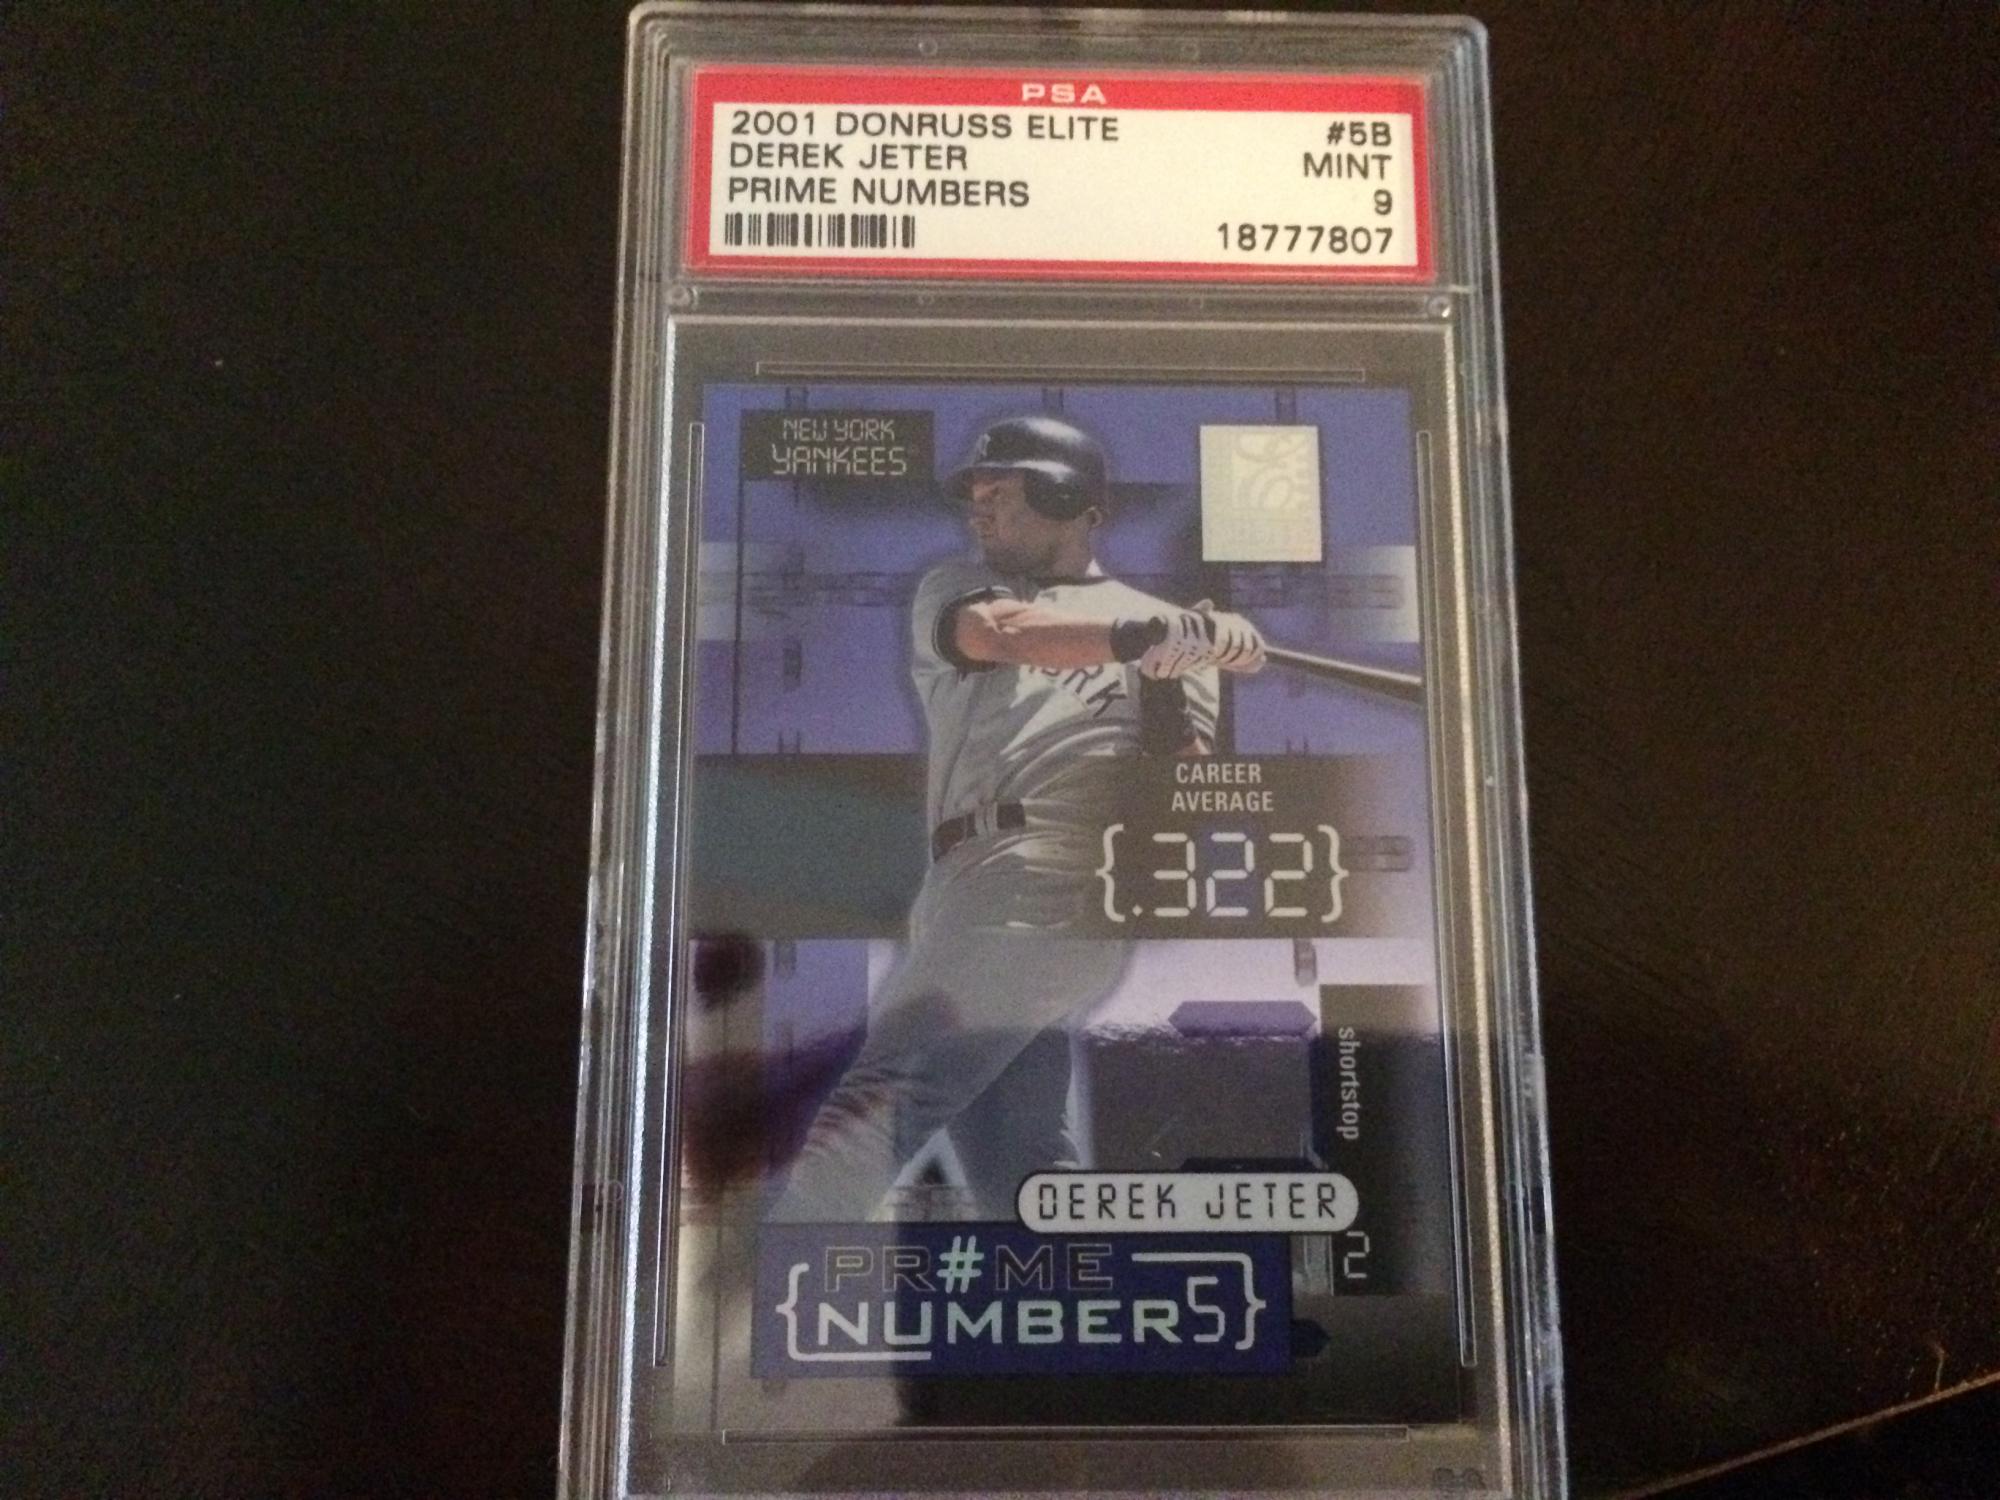 PSA
2001 DONRUSS ELITE #5B
DEREK JETER MINT
PRIME NUMBERS 9
18777807
NEW YORK
YANKEES
YORK
CAREER
AVERAGE
{.322}
shortstop
DEREK JETER
2
PR#ME
{NUMBER5}